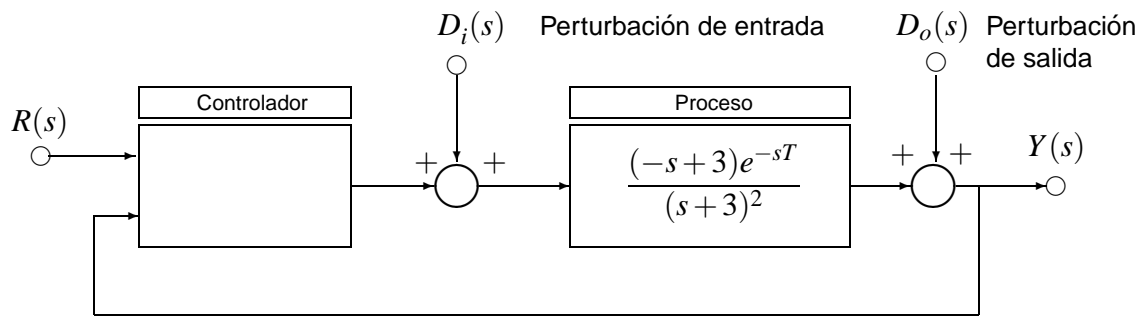 D_i(s) Perturbación de entrada
D_o(s) Perturbación
de salida
Controlador
Proceso
R(s)
Y(s)
+ +
+ +
(-s+3)e^{-sT}
(s+3)^2